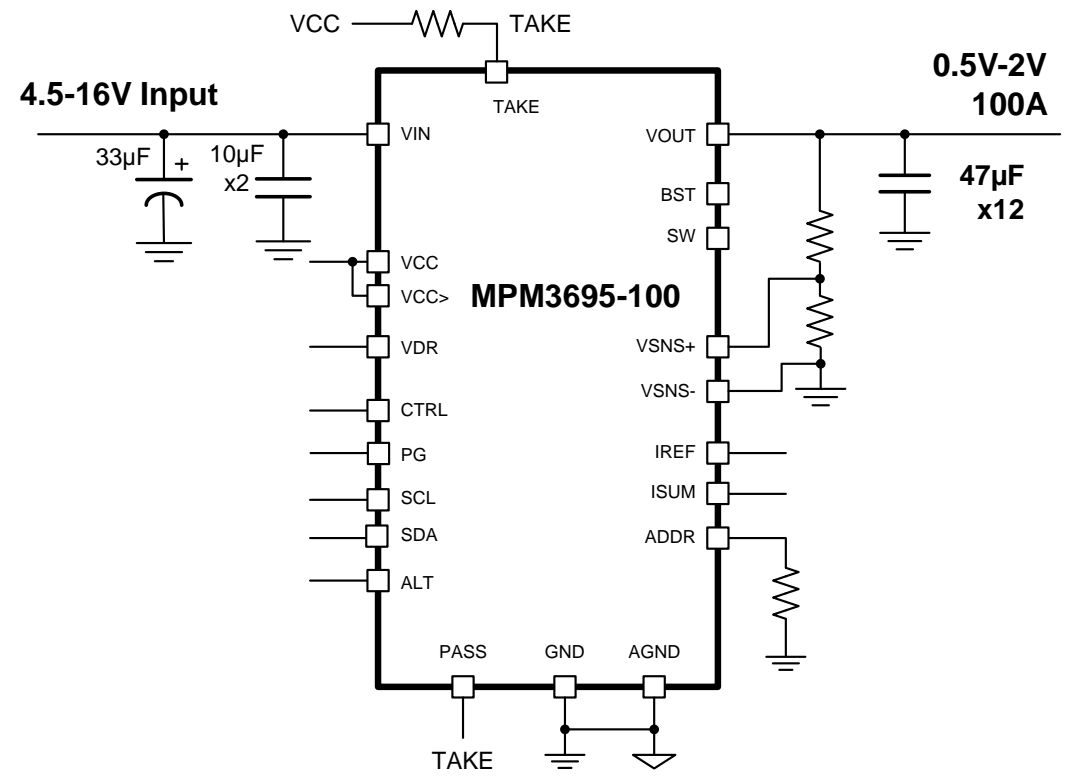 VCC
TAKE
TAKE
4.5-16V Input
0.5V-2V
100A
33µF
+
10µF
x2
47µF
x12
VIN
VOUT
BST
SW
VCC
VCC>
MPM3695-100
VDR
VSNS+
VSNS-
CTRL
PG
IREF
SCL
ISUM
SDA
ADDR
ALT
PASS
GND
AGND
TAKE